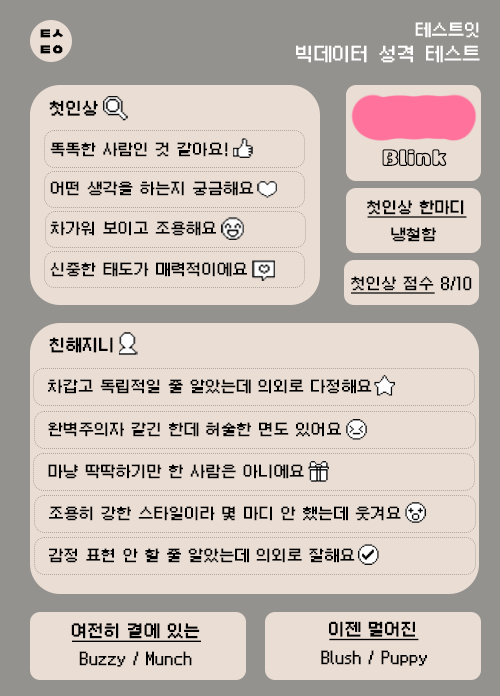 ㅌㅅ
ㅌㅇ
테스트잇
빅데이터 성격 테스트
첫인상
똑똑한 사람인 것 같아요!
어떤 생각을 하는지 궁금해요
차가워 보이고 조용해요
신중한 태도가 매력적이에요
Blink
첫인상 한마디
냉철함
첫인상 점수 8/10
친해지니
차갑고 독립적일 줄 알았는데 의외로 다정해요
완벽주의자 같긴 한데 허술한 면도 있어요
마냥 딱딱하기만 한 사람은 아니에요
조용히 강한 스타일이라 몇 마디 안 했는데 웃겨요
감정 표현 안 할 줄 알았는데 의외로 잘해요
여전히 곁에 있는
Buzzy / Munch
이젠 멀어진
Blush / Puppy